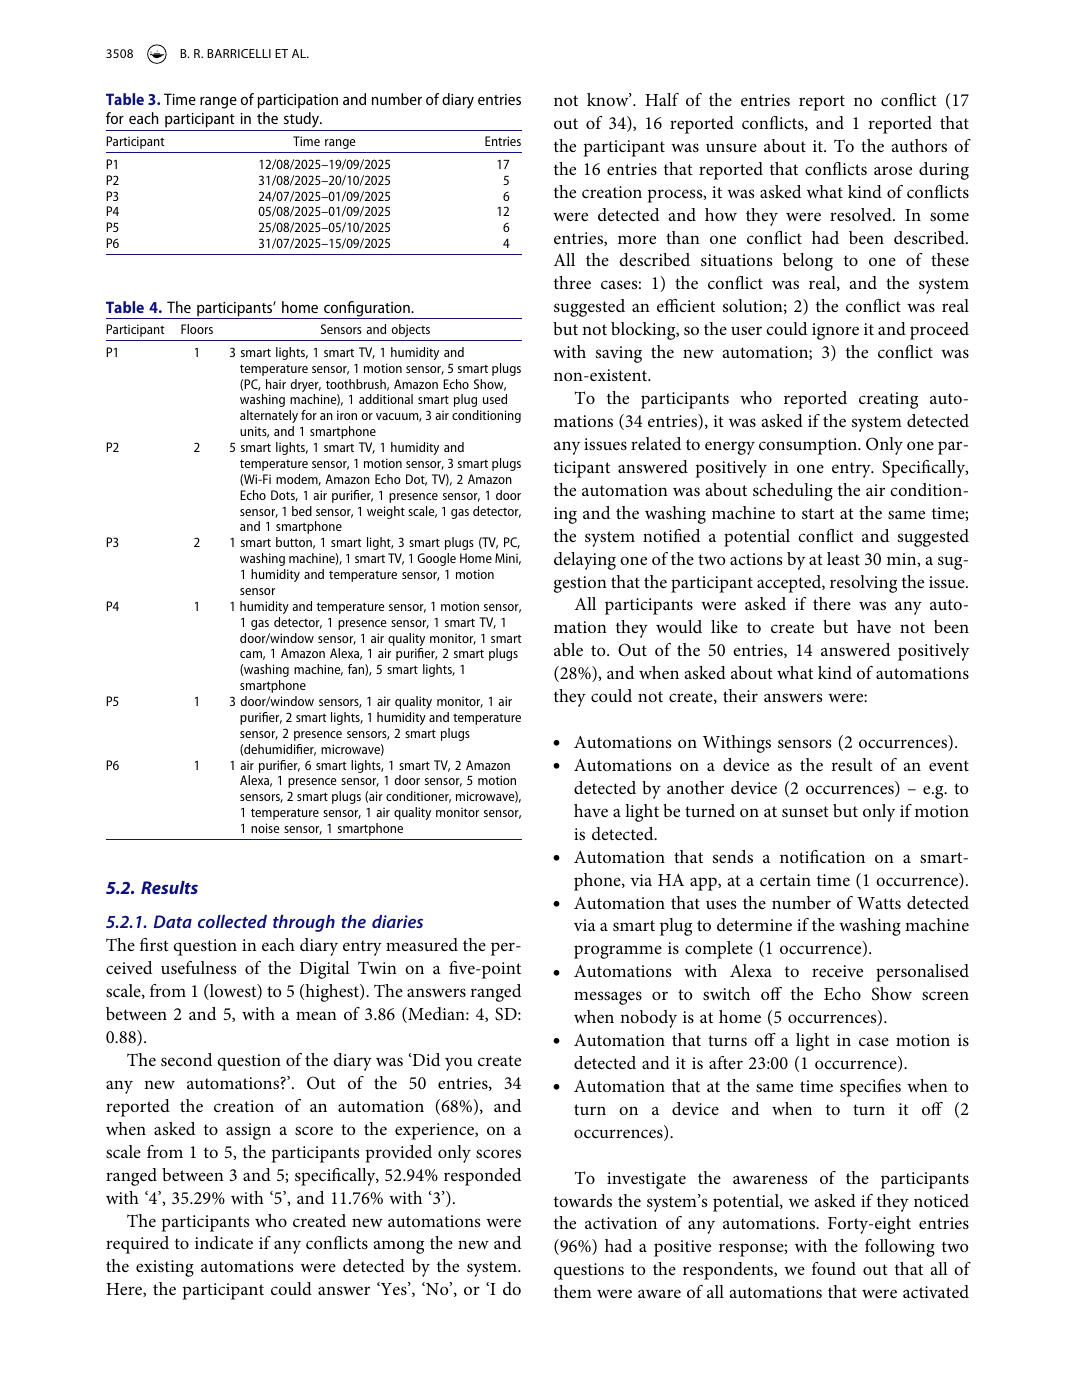 3508 B. R. BARRICELLI ET AL.
Table 3. Time range of participation and number of diary entries
for each participant in the study.
Participant Time range Entries
P1 12/08/2025–19/09/2025 17
P2 31/08/2025–20/10/2025 5
P3 24/07/2025–01/09/2025 6
P4 05/08/2025–01/09/2025 12
P5 25/08/2025–05/10/2025 6
P6 31/07/2025–15/09/2025 4
Table 4. The participants’ home configuration.
Participant Floors Sensors and objects
P1 1 3 smart lights, 1 smart TV, 1 humidity and
temperature sensor, 1 motion sensor, 5 smart plugs
(PC, hair dryer, toothbrush, Amazon Echo Show,
washing machine), 1 additional smart plug used
alternately for an iron or vacuum, 3 air conditioning
units, and 1 smartphone
P2 2 5 smart lights, 1 smart TV, 1 humidity and
temperature sensor, 1 motion sensor, 3 smart plugs
(Wi-Fi modem, Amazon Echo Dot, TV), 2 Amazon
Echo Dots, 1 air purifier, 1 presence sensor, 1 door
sensor, 1 bed sensor, 1 weight scale, 1 gas detector,
and 1 smartphone
P3 2 1 smart button, 1 smart light, 3 smart plugs (TV, PC,
washing machine), 1 smart TV, 1 Google Home Mini,
1 humidity and temperature sensor, 1 motion
sensor
P4 1 1 humidity and temperature sensor, 1 motion sensor,
1 gas detector, 1 presence sensor, 1 smart TV, 1
door/window sensor, 1 air quality monitor, 1 smart
cam, 1 Amazon Alexa, 1 air purifier, 2 smart plugs
(washing machine, fan), 5 smart lights, 1
smartphone
P5 1 3 door/window sensors, 1 air quality monitor, 1 air
purifier, 2 smart lights, 1 humidity and temperature
sensor, 2 presence sensors, 2 smart plugs
(dehumidifier, microwave)
P6 1 1 air purifier, 6 smart lights, 1 smart TV, 2 Amazon
Alexa, 1 presence sensor, 1 door sensor, 5 motion
sensors, 2 smart plugs (air conditioner, microwave),
1 temperature sensor, 1 air quality monitor sensor,
1 noise sensor, 1 smartphone
5.2. Results
5.2.1. Data collected through the diaries
The first question in each diary entry measured the per-
ceived usefulness of the Digital Twin on a five-point
scale, from 1 (lowest) to 5 (highest). The answers ranged
between 2 and 5, with a mean of 3.86 (Median: 4, SD:
0.88).
The second question of the diary was ‘Did you create
any new automations?’. Out of the 50 entries, 34
reported the creation of an automation (68%), and
when asked to assign a score to the experience, on a
scale from 1 to 5, the participants provided only scores
ranged between 3 and 5; specifically, 52.94% responded
with ‘4’, 35.29% with ‘5’, and 11.76% with ‘3’).
The participants who created new automations were
required to indicate if any conflicts among the new and
the existing automations were detected by the system.
Here, the participant could answer ‘Yes’, ‘No’, or ‘I do
not know’. Half of the entries report no conflict (17
out of 34), 16 reported conflicts, and 1 reported that
the participant was unsure about it. To the authors of
the 16 entries that reported that conflicts arose during
the creation process, it was asked what kind of conflicts
were detected and how they were resolved. In some
entries, more than one conflict had been described.
All the described situations belong to one of these
three cases: 1) the conflict was real, and the system
suggested an efficient solution; 2) the conflict was real
but not blocking, so the user could ignore it and proceed
with saving the new automation; 3) the conflict was
non-existent.
To the participants who reported creating auto-
mations (34 entries), it was asked if the system detected
any issues related to energy consumption. Only one par-
ticipant answered positively in one entry. Specifically,
the automation was about scheduling the air condition-
ing and the washing machine to start at the same time;
the system notified a potential conflict and suggested
delaying one of the two actions by at least 30 min, a sug-
gestion that the participant accepted, resolving the issue.
All participants were asked if there was any auto-
mation they would like to create but have not been
able to. Out of the 50 entries, 14 answered positively
(28%), and when asked about what kind of automations
they could not create, their answers were:
• Automations on Withings sensors (2 occurrences).
• Automations on a device as the result of an event
detected by another device (2 occurrences) – e.g. to
have a light be turned on at sunset but only if motion
is detected.
• Automation that sends a notification on a smart-
phone, via HA app, at a certain time (1 occurrence).
• Automation that uses the number of Watts detected
via a smart plug to determine if the washing machine
programme is complete (1 occurrence).
• Automations with Alexa to receive personalised
messages or to switch off the Echo Show screen
when nobody is at home (5 occurrences).
• Automation that turns off a light in case motion is
detected and it is after 23:00 (1 occurrence).
• Automation that at the same time specifies when to
turn on a device and when to turn it off (2
occurrences).
To investigate the awareness of the participants
towards the system’s potential, we asked if they noticed
the activation of any automations. Forty-eight entries
(96%) had a positive response; with the following two
questions to the respondents, we found out that all of
them were aware of all automations that were activated